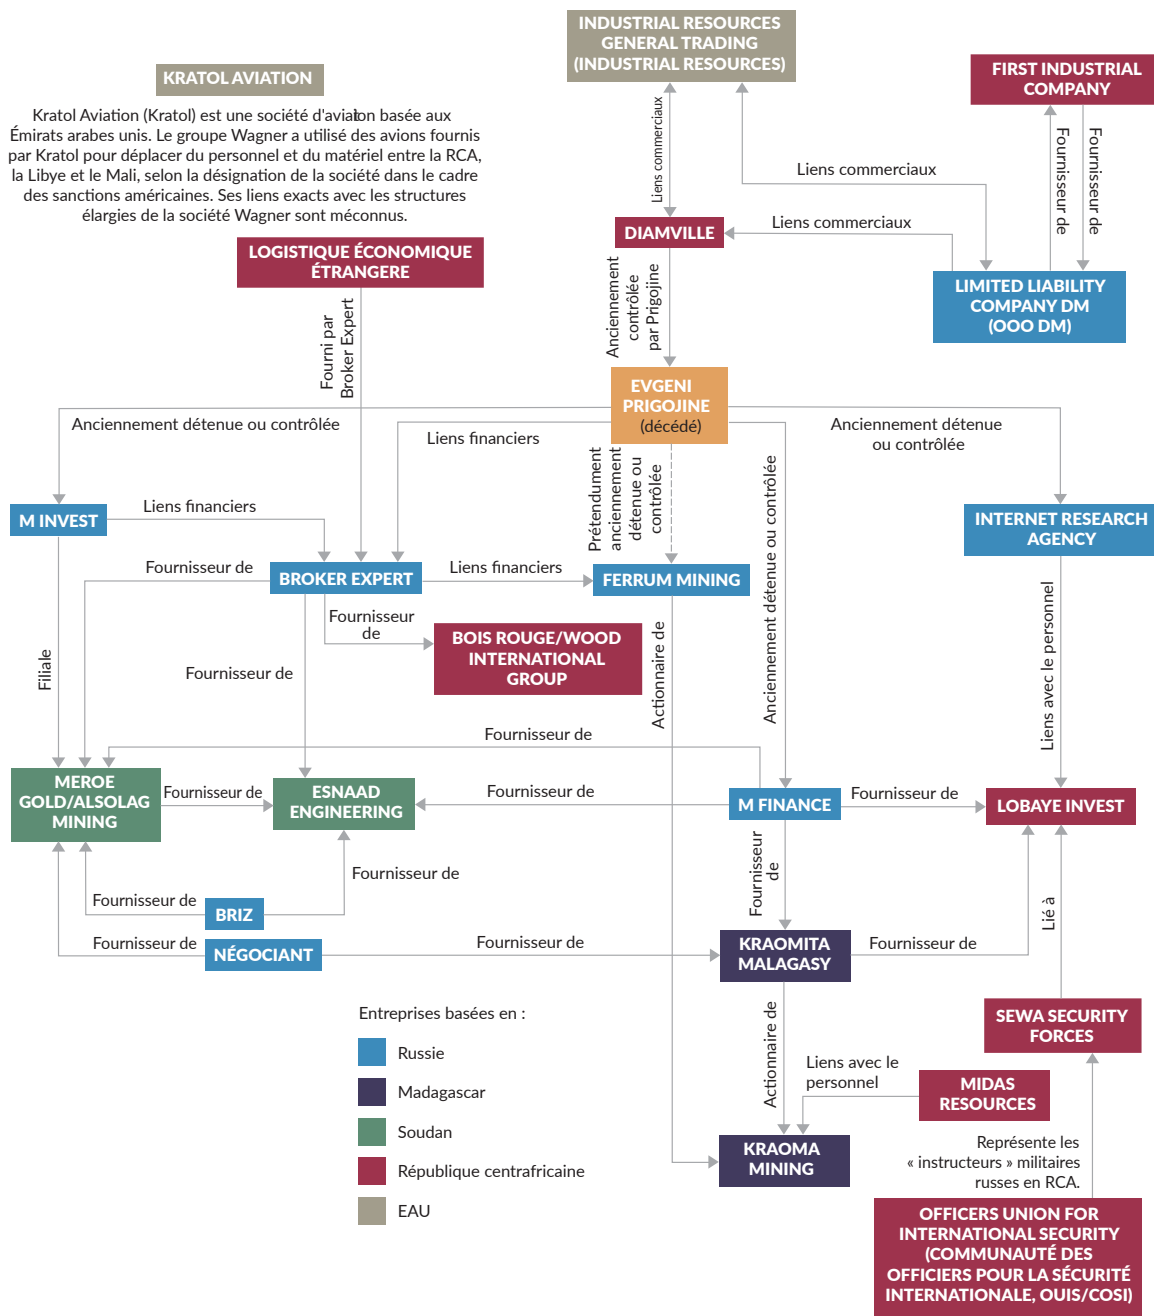 INDUSTRIAL RESOURCES
GENERAL TRADING
(INDUSTRIAL RESOURCES)
KRATOL AVIATION
Kratol Aviation (Kratol) est une société d'aviation basée aux
Émirats arabes unis. Le groupe Wagner a utilisé des avions fournis
par Kratol pour déplacer du personnel et du matériel entre la RCA,
la Libye et le Mali, selon la désignation de la société dans le cadre
des sanctions américaines. Ses liens exacts avec les structures
élargies de la société Wagner sont méconnus.
FIRST INDUSTRIAL
COMPANY
Liens commerciaux
Liens commerciaux
Fournisseur de
Fournisseur de
DIAMVILLE
Liens commerciaux
LOGISTIQUE ÉCONOMIQUE
ÉTRANGERE
LIMITED LIABILITY
COMPANY DM
(OOO DM)
Anciennement
contrôlée
par Prigojine
Fourni par
Broker Expert
EVGENI
PRIGOJINE
(décédé)
Anciennement détenue ou contrôlée
Liens financiers
Anciennement détenue
ou contrôlée
Prétendument
anciennement
détenue ou
contrôlée
Anciennement détenue ou contrôlée
M INVEST
Liens financiers
INTERNET RESEARCH
AGENCY
Fournisseur de
BROKER EXPERT
Liens financiers
FERRUM MINING
Fournisseur
de
BOIS ROUGE/WOOD
INTERNATIONAL
GROUP
Filiale
Fournisseur de
Actionnaire de
Liens avec le personnel
Fournisseur de
MEROE
GOLD/ALSOLAG
MINING
Fournisseur de
ESNAAD
ENGINEERING
Fournisseur de
M FINANCE
Fournisseur de
LOBAYE INVEST
Fournisseur
de
Fournisseur de
Fournisseur de
BRIZ
Lié à
Fournisseur de
NÉGOCIANT
Fournisseur de
KRAOMITA
MALAGASY
Fournisseur de
Entreprises basées en :
Russie
Madagascar
Soudan
République centrafricaine
EAU
Actionnaire de
SEWA SECURITY
FORCES
Liens avec le
personnel
MIDAS
RESOURCES
KRAOMA
MINING
Représente les
« instructeurs » militaires
russes en RCA.
OFFICERS UNION FOR
INTERNATIONAL SECURITY
(COMMUNAUTÉ DES
OFFICIERS POUR LA SÉCURITÉ
INTERNATIONALE, OUIS/COSI)